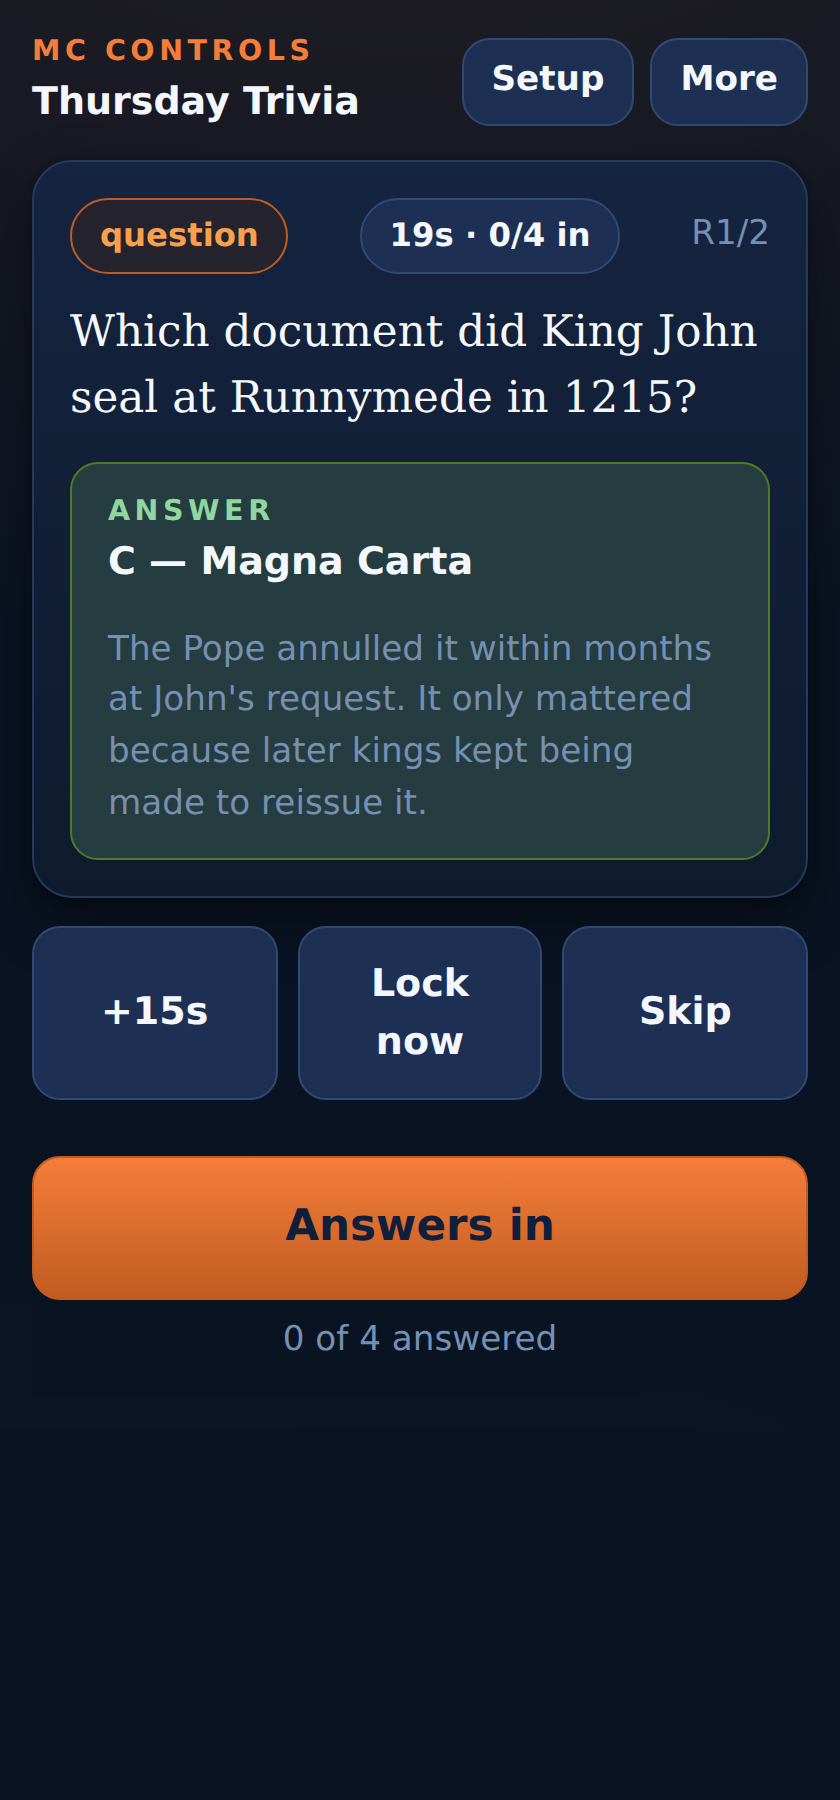 MC CONTROLS
Thursday Trivia
Setup
More
question
19s · 0/4 in
R1/2
Which document did King John
seal at Runnymede in 1215?
ANSWER
C — Magna Carta
The Pope annulled it within months
at John's request. It only mattered
because later kings kept being
made to reissue it.
+15s
Lock
now
Skip
Answers in
0 of 4 answered